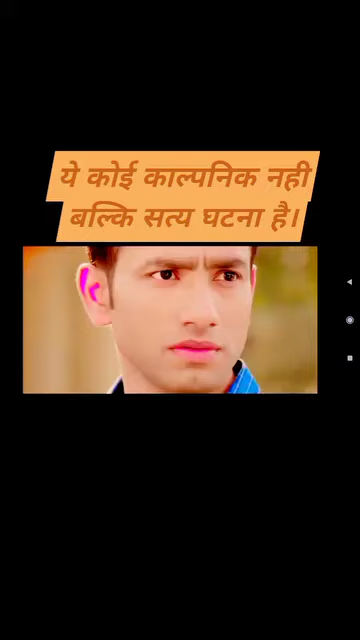 ये कोई काल्पनिक नही
बल्कि सत्य घटना है।